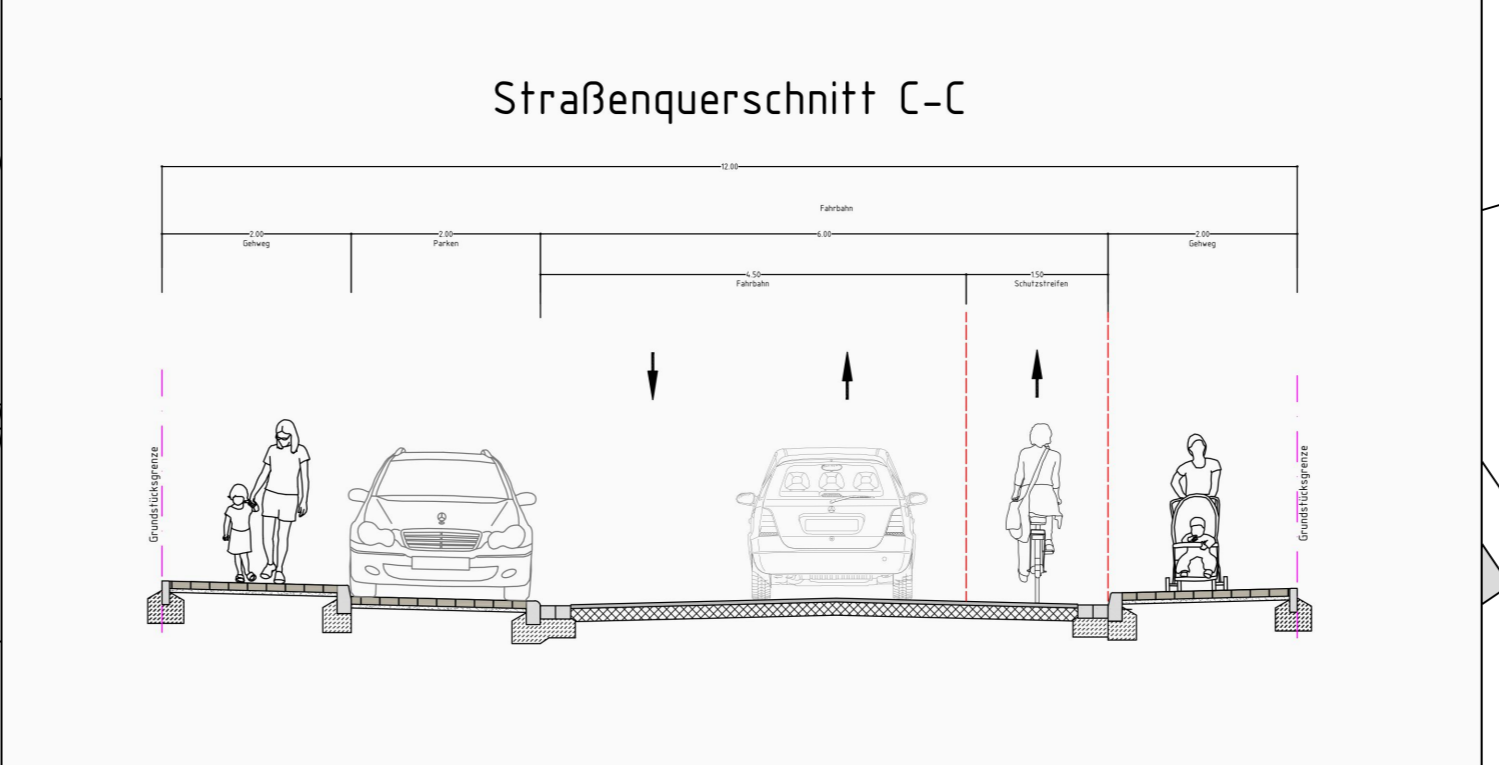 Straßenquerschnitt C-C
12.00
Fahrbahn
2.00
Gehweg
2.00
Parken
6.00
2.00
Gehweg
4.50
Fahrbahn
1.50
Schutzstreifen
Grundstücksgrenze
Grundstücksgrenze